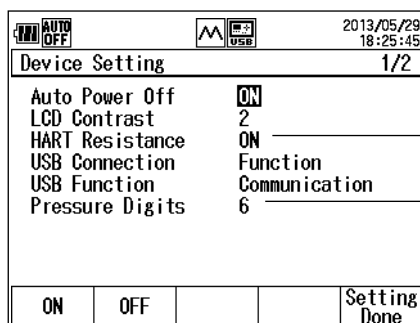 AUTO OFF USB 2013/05/29
18:25:45
Device Setting 1/2
Auto Power Off ON
LCD Contrast 2
HART Resistance ON
USB Connection Function
USB Function Communication
Pressure Digits 6
ON OFF Setting Done